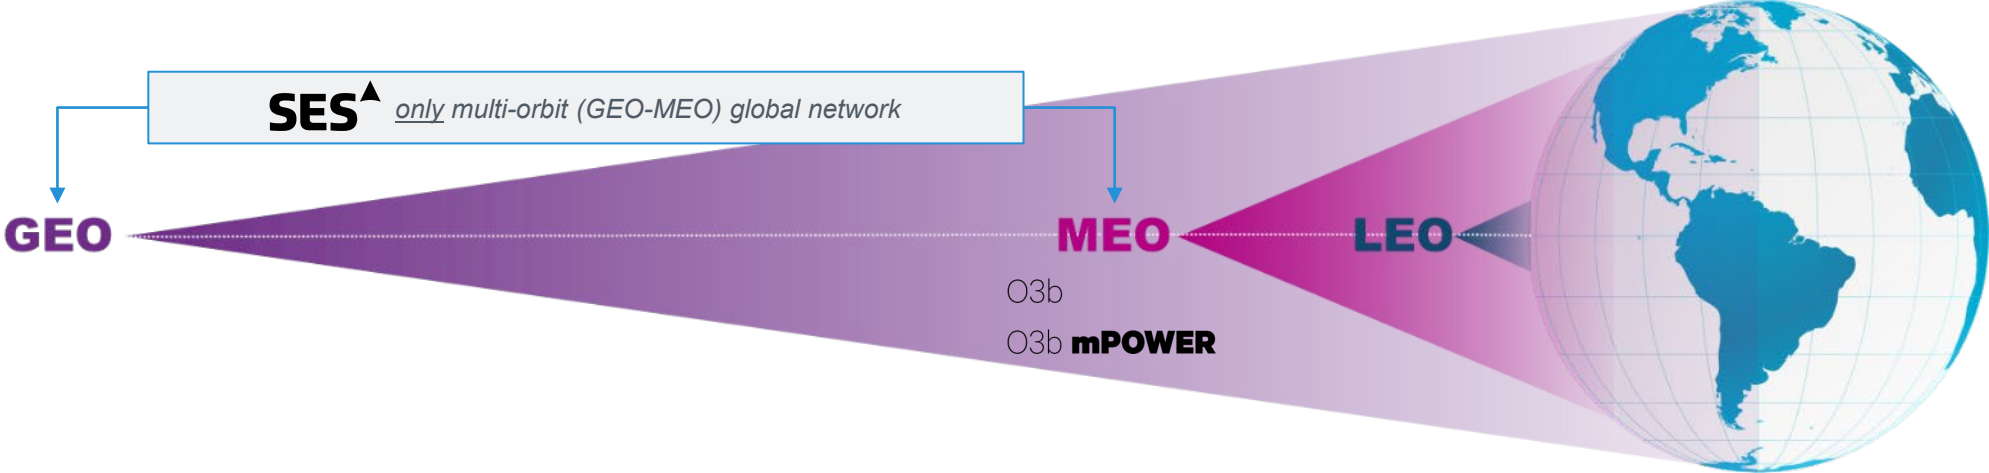 SES only multi-orbit (GEO-MEO) global network
GEO
MEO
LEO
O3b
O3b mPOWER